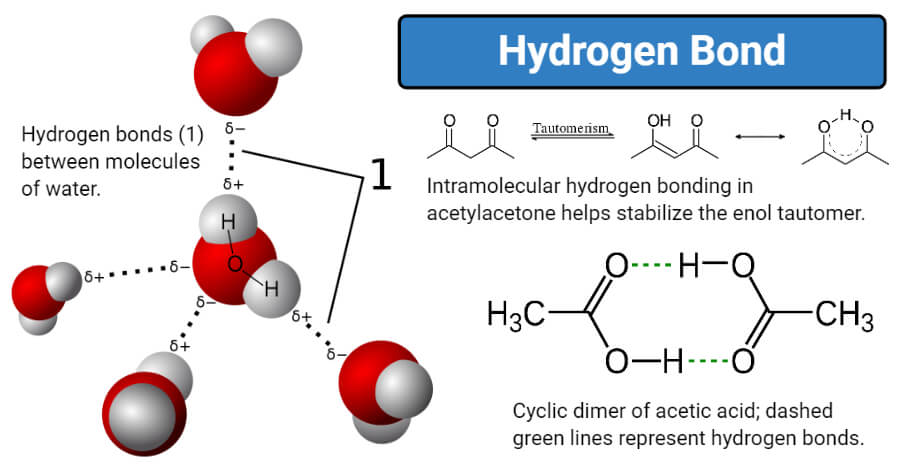 Hydrogen Bond
Hydrogen bonds (1)
between molecules
of water.
δ−
δ+
1
H
O
H
δ+
δ−
δ−
δ+
δ+
δ−
O O
Tautomerism
OH O
H
O O
Intramolecular hydrogen bonding in
acetylacetone helps stabilize the enol tautomer.
O H O
H₃C CH₃
O H O
Cyclic dimer of acetic acid; dashed
green lines represent hydrogen bonds.